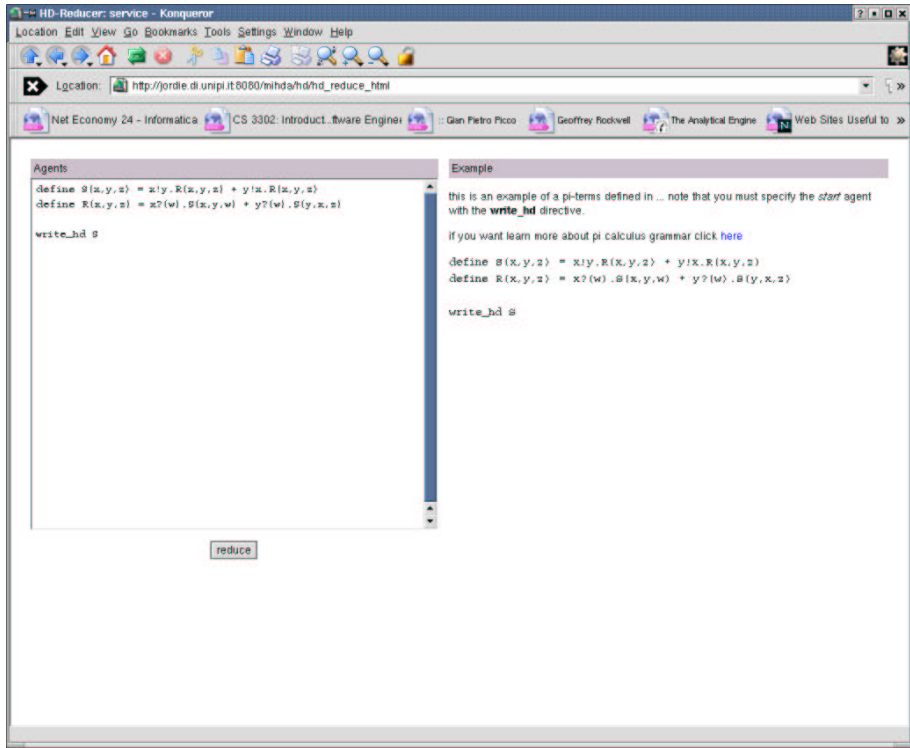 HD-Reducer: service - Konqueror
Location Edit View Go Bookmarks Tools Settings Window Help
Location: http://jordie.di.unipi.it:8080/mihda/hd/hd_reduce_html
Net Economy 24 - Informatica CS 3302: Introduct...ftware Engineer :: Gian Pietro Picco Geoffrey Rockwell The Analytical Engine Web Sites Useful to
Agents
define S(x,y,z) = x!y.R(x,y,z) + y!x.R(x,y,z)
define R(x,y,z) = x?(w).S(x,y,w) + y?(w).S(y,x,z)
write_hd S
reduce
Example
this is an example of a pi-terms defined in ... note that you must specify the start agent
with the write_hd directive.
if you want learn more about pi calculus grammar click here
define S(x,y,z) = x!y.R(x,y,z) + y!x.R(x,y,z)
define R(x,y,z) = x?(w).S(x,y,w) + y?(w).S(y,x,z)
write_hd S